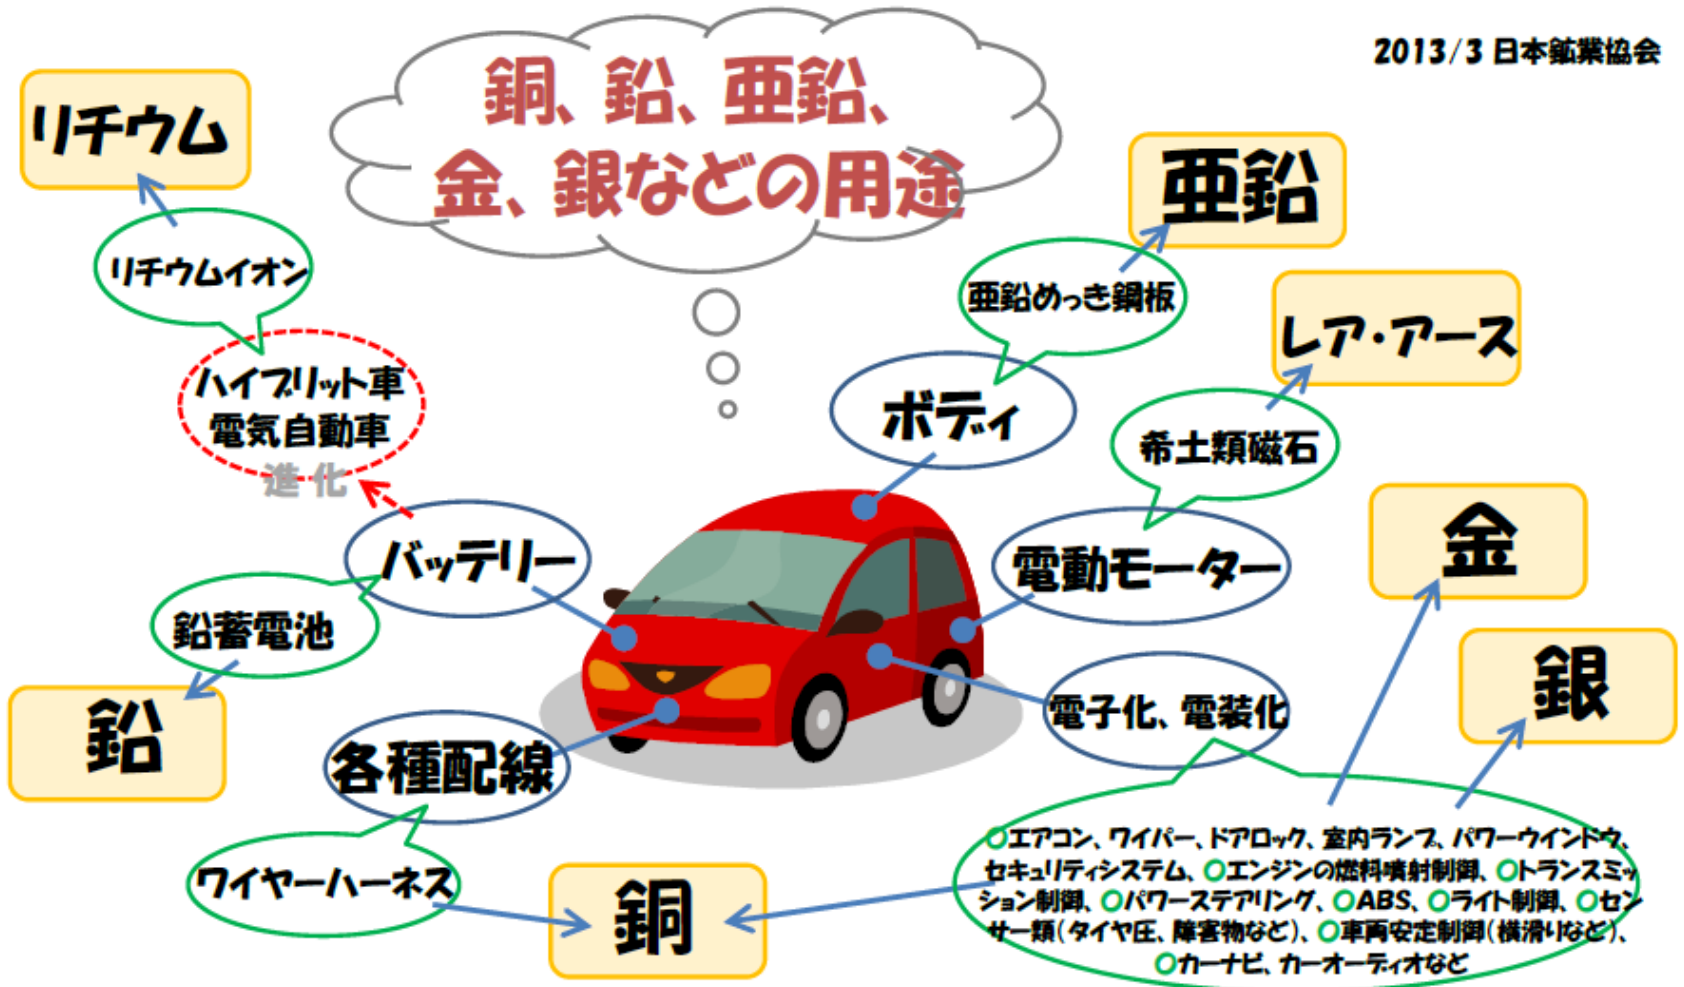 2013/3 日本鉱業協会
銅、鉛、亜鉛、
金、銀などの用途
リチウム
リチウムイオン
ハイブリット車
電気自動車
進化
バッテリー
鉛蓄電池
鉛
各種配線
ワイヤーハーネス
銅
亜鉛
亜鉛めっき鋼板
ボディ
レア・アース
希土類磁石
電動モーター
金
銀
電子化、電装化
○エアコン、ワイパー、ドアロック、室内ランプ、パワーウインドウ、
セキュリティシステム、○エンジンの燃料噴射制御、○トランスミッ
ション制御、○パワーステアリング、○ABS、○ライト制御、○セン
サー類(タイヤ圧、障害物など)、○車両安定制御(横滑りなど)、
○カーナビ、カーオーディオなど